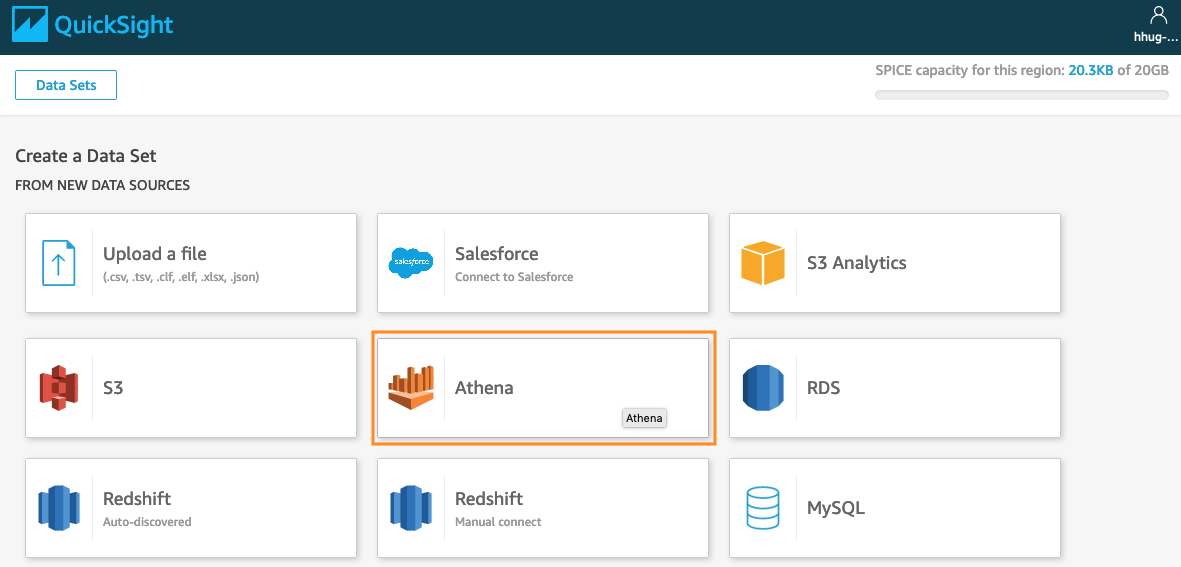 QuickSight
hhug-...
Data Sets
SPICE capacity for this region: 20.3KB of 20GB
Create a Data Set
FROM NEW DATA SOURCES
Upload a file
(.csv, .tsv, .clf, .elf, .xlsx, .json)
salesforce
Salesforce
Connect to Salesforce
S3 Analytics
S3
Athena
Athena
RDS
Redshift
Auto-discovered
Redshift
Manual connect
MySQL